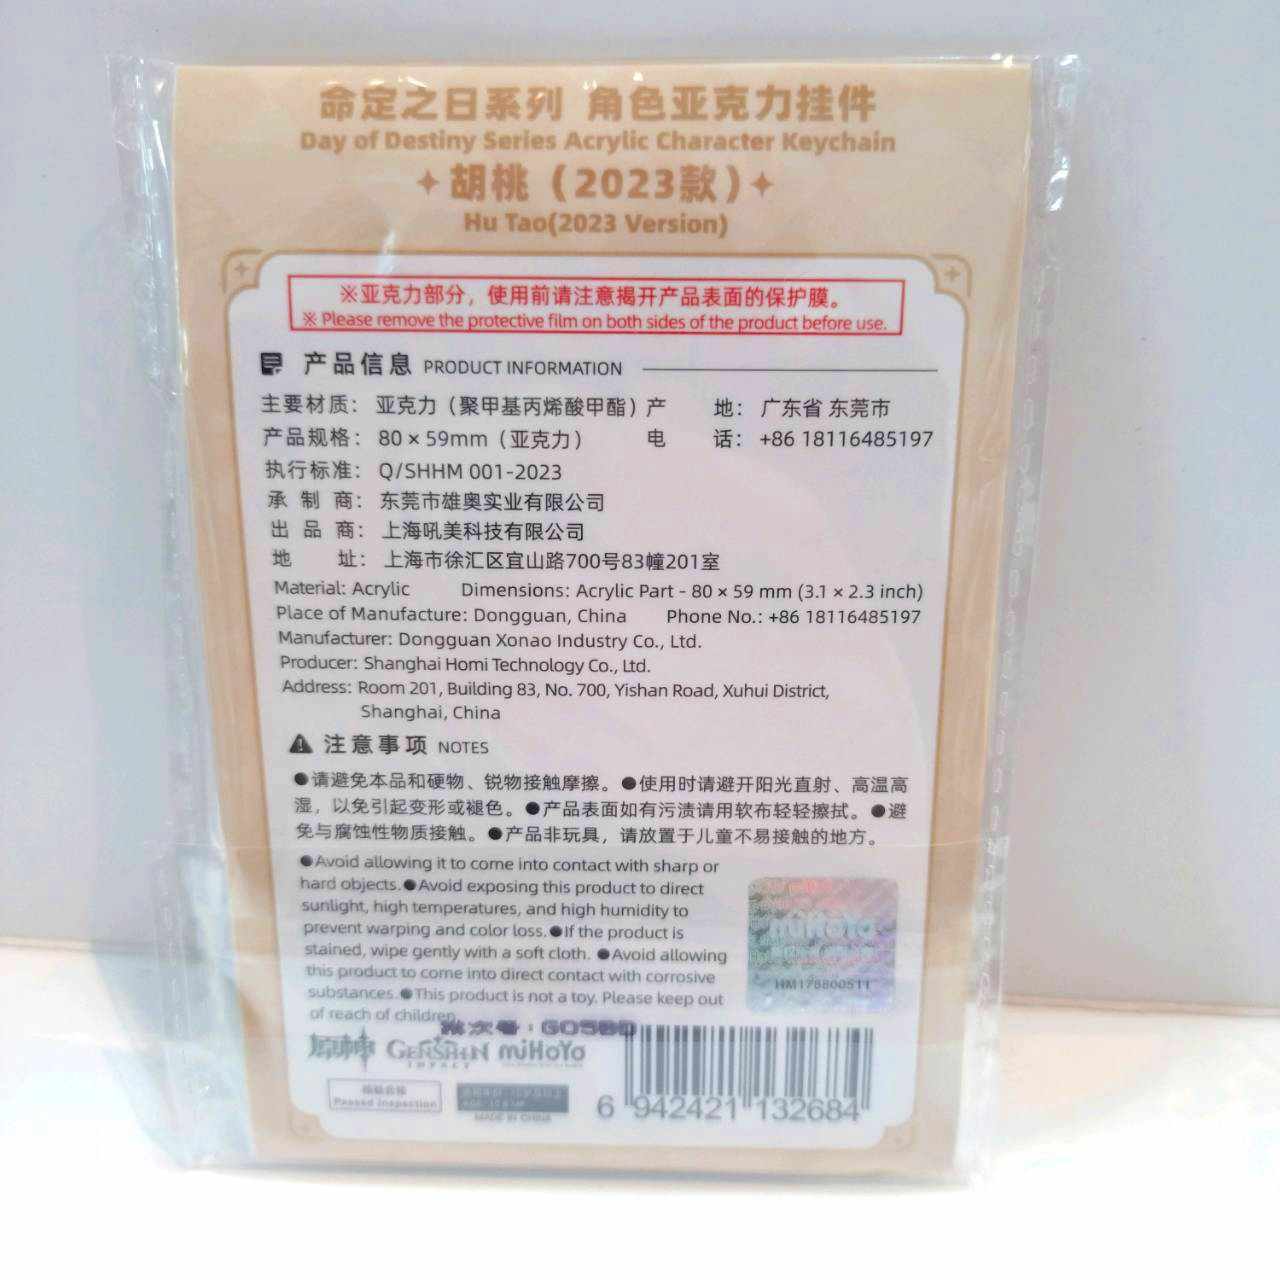 命定之日系列 角色亚克力挂件
Day of Destiny Series Acrylic Character Keychain
胡桃（2023款）
Hu Tao(2023 Version)
※亚克力部分，使用前请注意揭开产品表面的保护膜。
※ Please remove the protective film on both sides of the product before use.
产品信息 PRODUCT INFORMATION
主要材质： 亚克力（聚甲基丙烯酸甲酯） 产 地： 广东省 东莞市
产品规格： 80 × 59mm（亚克力） 电 话： +86 18116485197
执行标准： Q/SHHM 001-2023
承 制 商： 东莞市雄奥实业有限公司
出 品 商： 上海吼美科技有限公司
地 址： 上海市徐汇区宜山路700号83幢201室
Material: Acrylic Dimensions: Acrylic Part - 80 × 59 mm (3.1 × 2.3 inch)
Place of Manufacture: Dongguan, China Phone No.: +86 18116485197
Manufacturer: Dongguan Xonao Industry Co., Ltd.
Producer: Shanghai Homi Technology Co., Ltd.
Address: Room 201, Building 83, No. 700, Yishan Road, Xuhui District,
Shanghai, China
注意事项 NOTES
●请避免本品和硬物、锐物接触摩擦。●使用时请避开阳光直射、高温高
湿，以免引起变形或褪色。●产品表面如有污渍请用软布轻轻擦拭。●避
免与腐蚀性物质接触。●产品非玩具，请放置于儿童不易接触的地方。
●Avoid allowing it to come into contact with sharp or
hard objects.●Avoid exposing this product to direct
sunlight, high temperatures, and high humidity to
prevent warping and color loss.●If the product is
stained, wipe gently with a soft cloth. ●Avoid allowing
this product to come into direct contact with corrosive
substances.●This product is not a toy. Please keep out
of reach of children.
miHoYo
HM178800511
批次号：G05BD
原神 GENSHIN IMPACT miHoYo
Passed Inspection
MADE IN CHINA
6 942421 132684